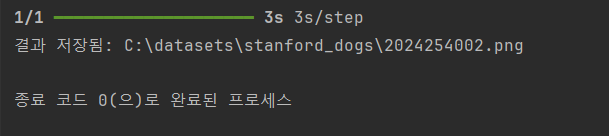 1/1 ━━━━━━━━━━━━━━━━━━━━ 3s 3s/step
결과 저장됨: C:\datasets\stanford_dogs\2024254002.png
종료 코드 0(으)로 완료된 프로세스